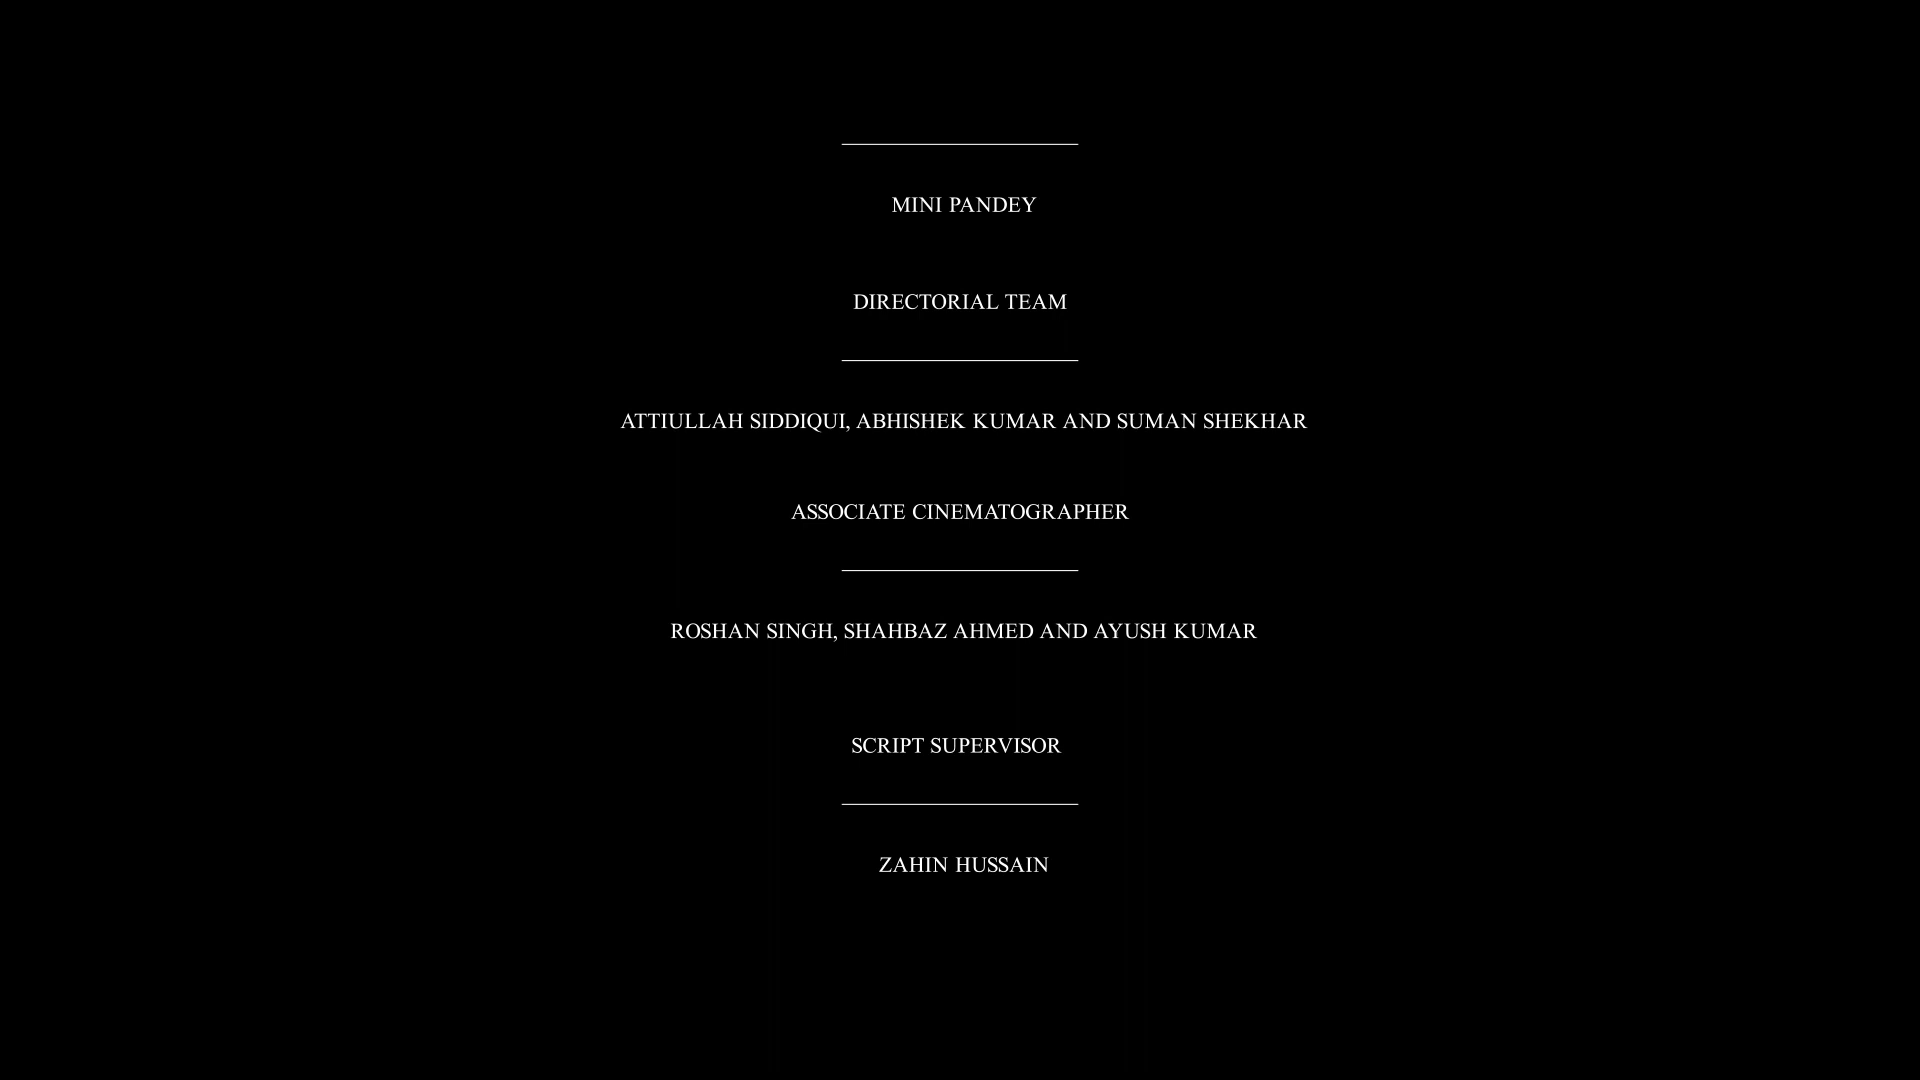 MINI PANDEY
DIRECTORIAL TEAM
ATTIULLAH SIDDIQUI, ABHISHEK KUMAR AND SUMAN SHEKHAR
ASSOCIATE CINEMATOGRAPHER
ROSHAN SINGH, SHAHBAZ AHMED AND AYUSH KUMAR
SCRIPT SUPERVISOR
ZAHIN HUSSAIN